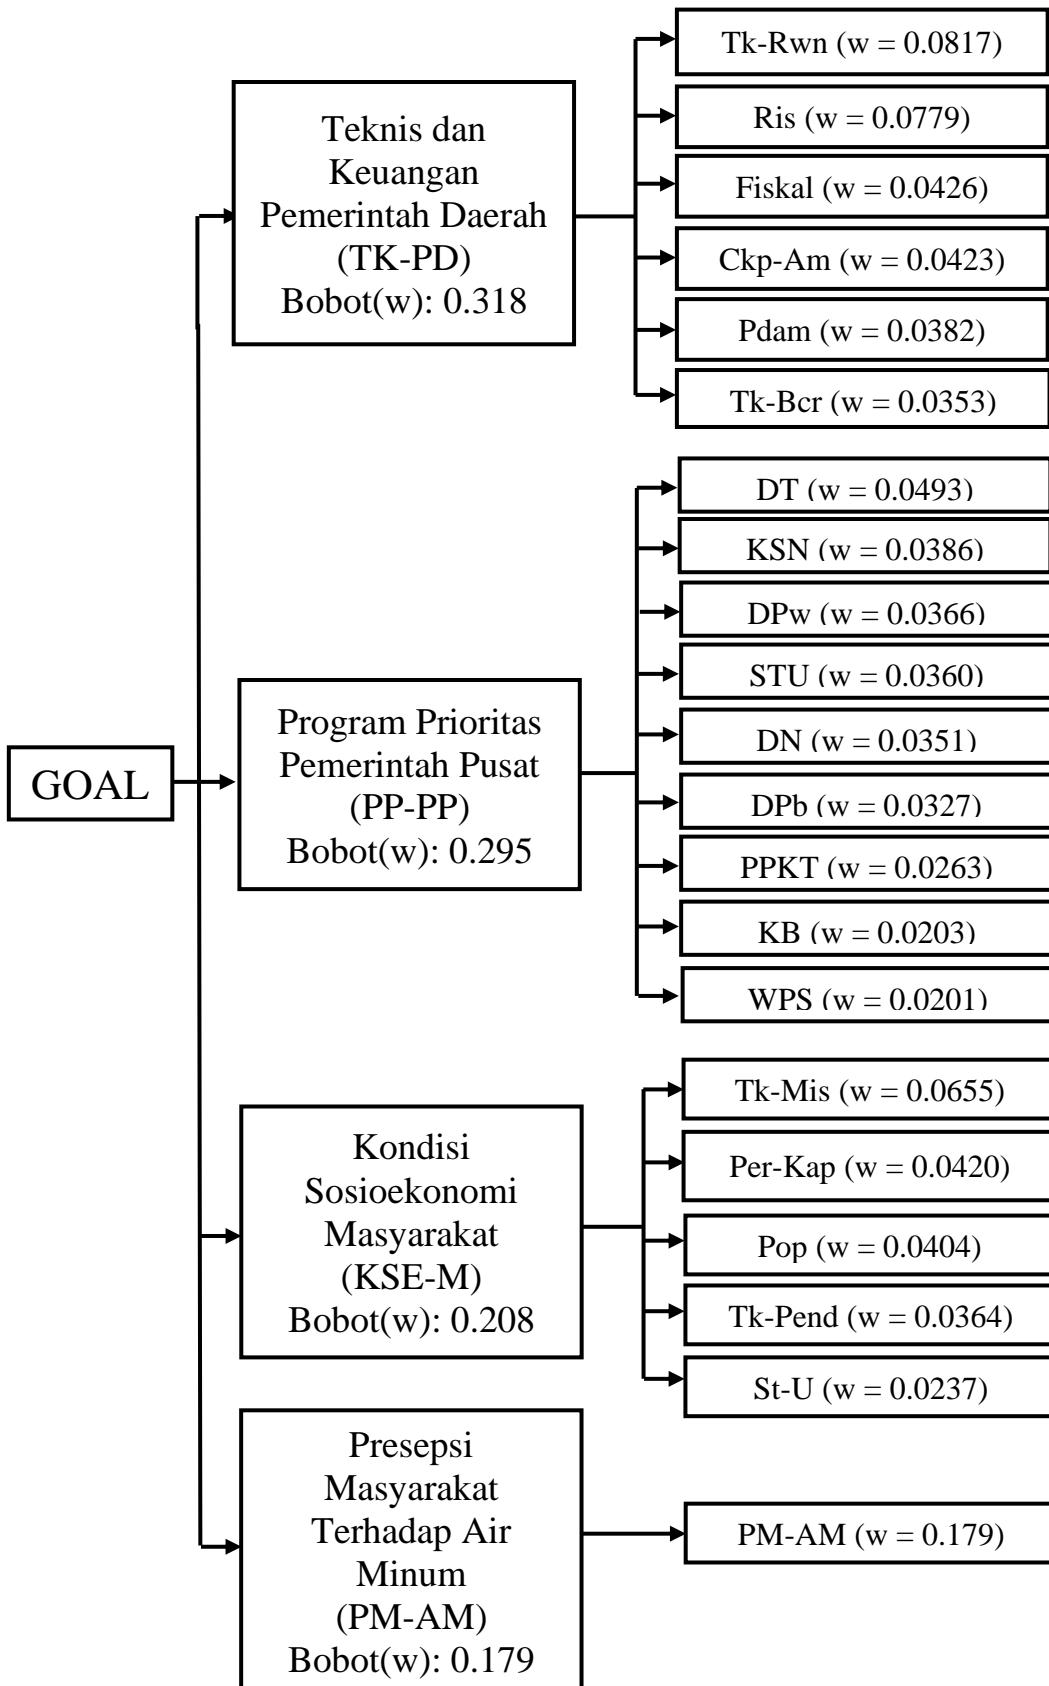 GOAL
Teknis dan
Keuangan
Pemerintah Daerah
(TK-PD)
Bobot(w): 0.318
Tk-Rwn (w = 0.0817)
Ris (w = 0.0779)
Fiskal (w = 0.0426)
Ckp-Am (w = 0.0423)
Pdam (w = 0.0382)
Tk-Bcr (w = 0.0353)
Program Prioritas
Pemerintah Pusat
(PP-PP)
Bobot(w): 0.295
DT (w = 0.0493)
KSN (w = 0.0386)
DPw (w = 0.0366)
STU (w = 0.0360)
DN (w = 0.0351)
DPb (w = 0.0327)
PPKT (w = 0.0263)
KB (w = 0.0203)
WPS (w = 0.0201)
Kondisi
Sosioekonomi
Masyarakat
(KSE-M)
Bobot(w): 0.208
Tk-Mis (w = 0.0655)
Per-Kap (w = 0.0420)
Pop (w = 0.0404)
Tk-Pend (w = 0.0364)
St-U (w = 0.0237)
Presepsi
Masyarakat
Terhadap Air
Minum
(PM-AM)
Bobot(w): 0.179
PM-AM (w = 0.179)